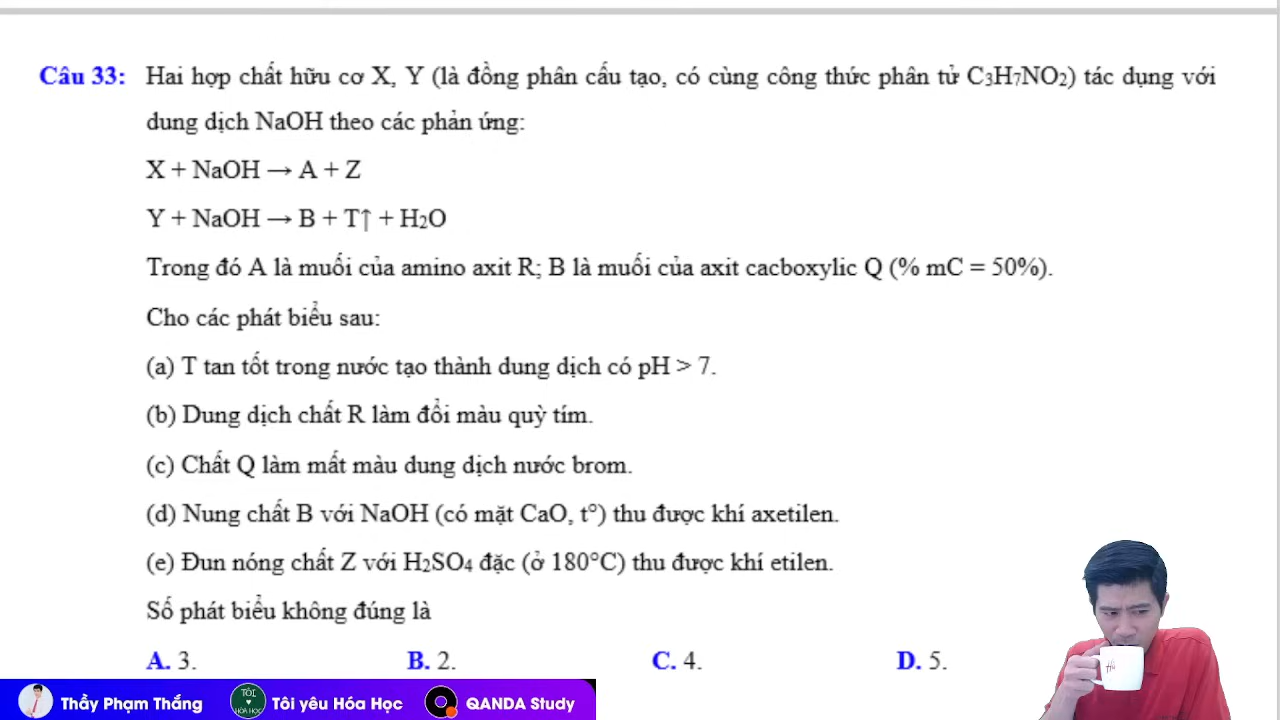 Câu 33: Hai hợp chất hữu cơ X, Y (là đồng phân cấu tạo, có cùng công thức phân tử C₃H₇NO₂) tác dụng với
dung dịch NaOH theo các phản ứng:
X + NaOH → A + Z
Y + NaOH → B + T↑ + H₂O
Trong đó A là muối của amino axit R; B là muối của axit cacboxylic Q (% mC = 50%).
Cho các phát biểu sau:
(a) T tan tốt trong nước tạo thành dung dịch có pH > 7.
(b) Dung dịch chất R làm đổi màu quỳ tím.
(c) Chất Q làm mất màu dung dịch nước brom.
(d) Nung chất B với NaOH (có mặt CaO, t°) thu được khí axetilen.
(e) Đun nóng chất Z với H₂SO₄ đặc (ở 180°C) thu được khí etilen.
Số phát biểu không đúng là
A. 3. B. 2. C. 4. D. 5.
Thầy Phạm Thắng TÔI YÊU HÓA HỌC Tôi yêu Hóa Học QANDA Study